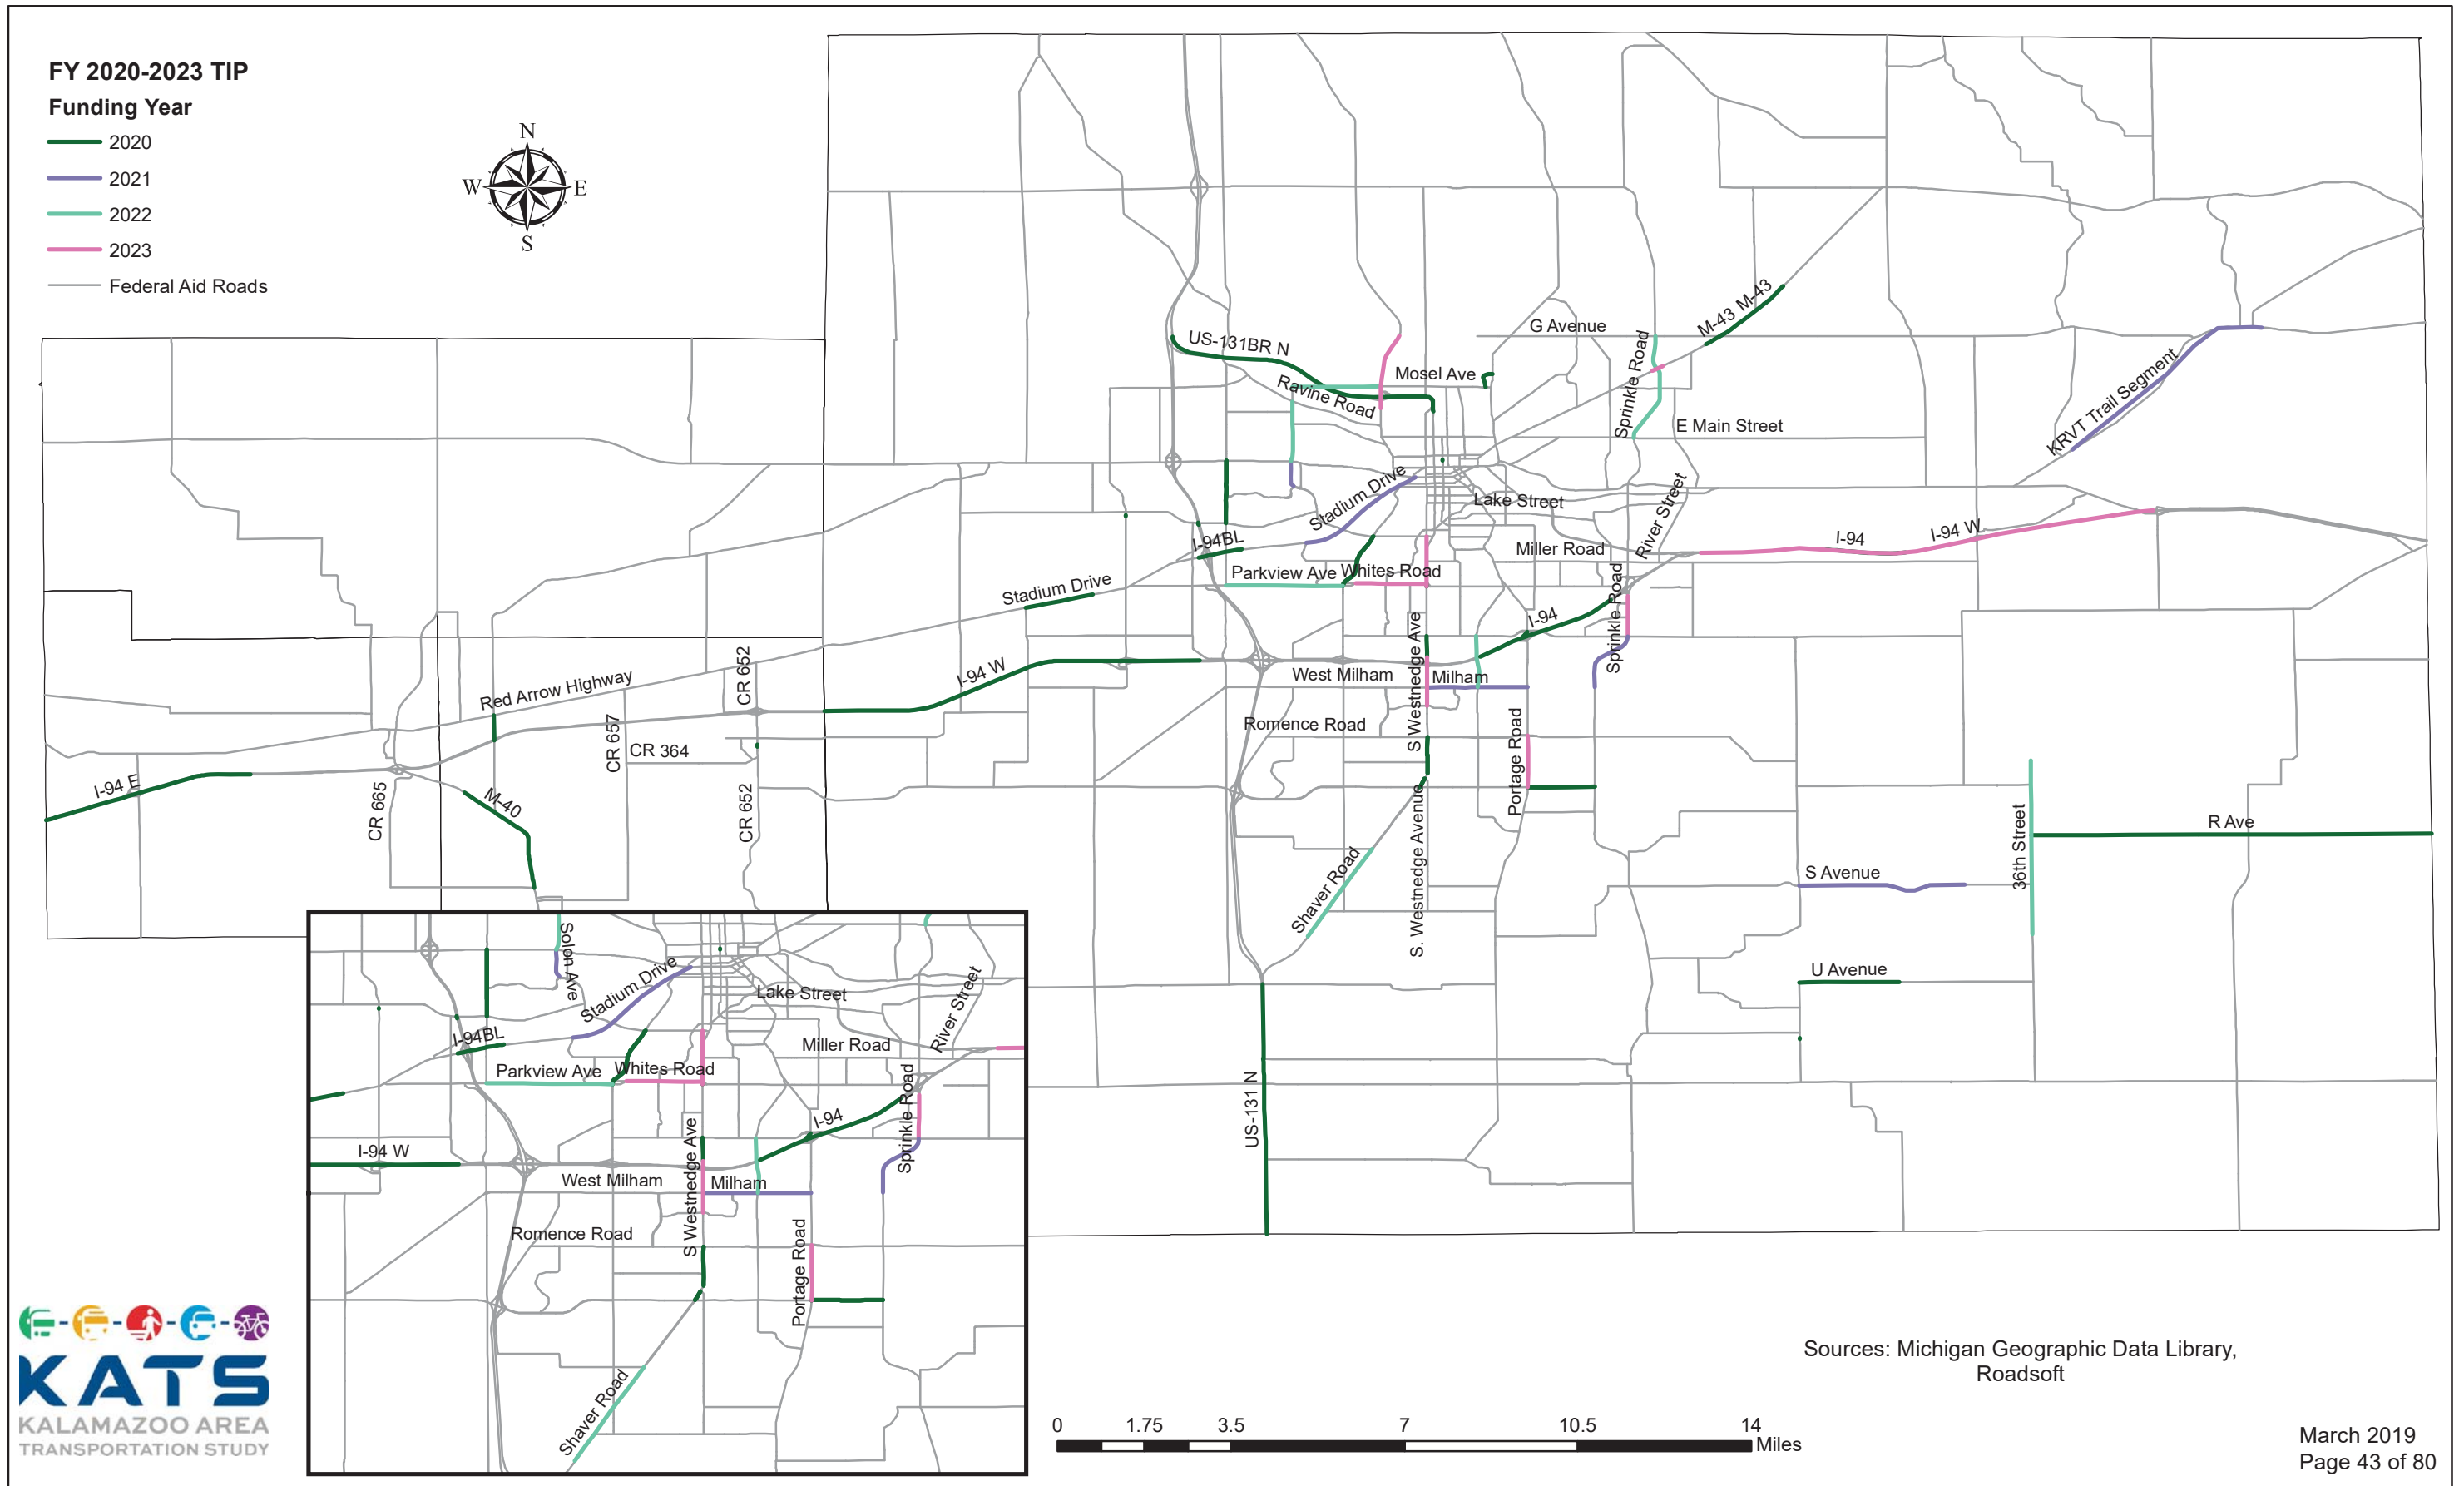 FY 2020-2023 TIP
Funding Year
2020
2021
2022
2023
Federal Aid Roads
N
W
E
S
US-131BR N
Ravine Road
Mosel Ave
G Avenue
Sprinkle Road
M-43
M-43
E Main Street
KRVT Trail Segment
Stadium Drive
Lake Street
River Street
I-94BL
Miller Road
I-94
I-94 W
Parkview Ave
Whites Road
Stadium Drive
Sprinkle Road
I-94
S Westnedge Ave
I-94 W
West Milham
Milham
Red Arrow Highway
CR 652
CR 657
CR 364
Romence Road
Portage Road
I-94 E
M-40
CR 665
CR 652
Shaver Road
S. Westnedge Avenue
36th Street
R Ave
S Avenue
U Avenue
US-131 N
Solon Ave
Stadium Drive
Lake Street
River Street
I-94BL
Miller Road
Parkview Ave
Whites Road
Sprinkle Road
I-94
I-94 W
S Westnedge Ave
West Milham
Milham
Romence Road
Portage Road
Shaver Road
KATS
KALAMAZOO AREA
TRANSPORTATION STUDY
Sources: Michigan Geographic Data Library,
Roadsoft
0 1.75 3.5 7 10.5 14
Miles
March 2019
Page 43 of 80